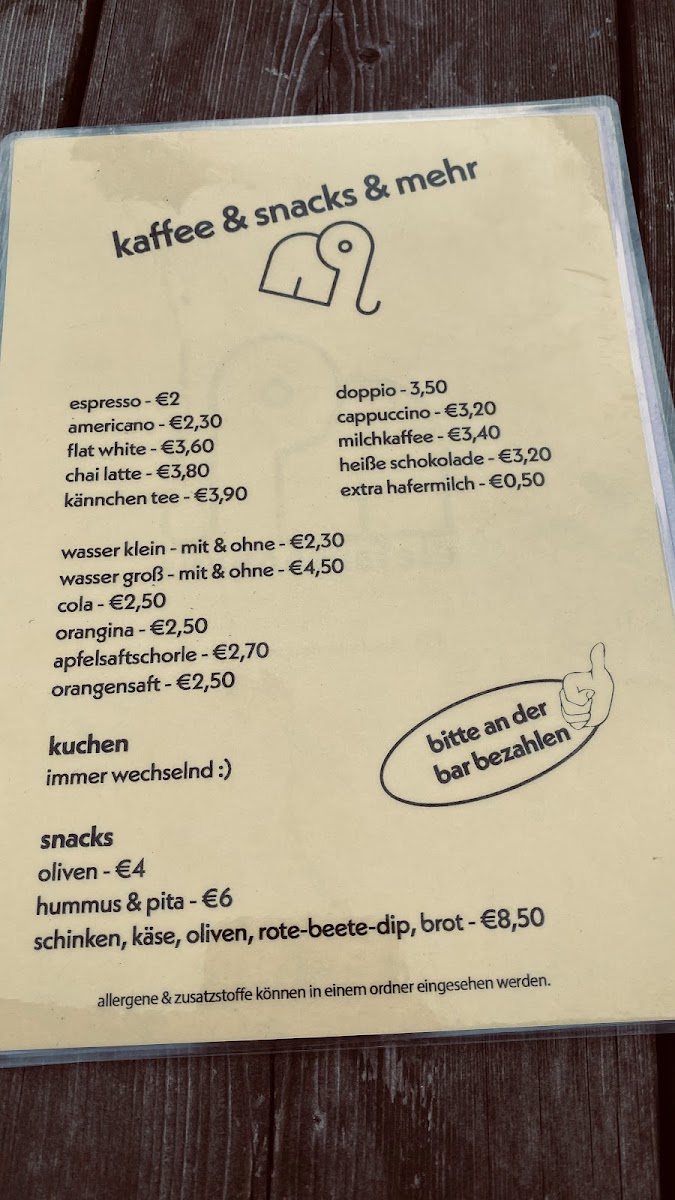 kaffee & snacks & mehr
espresso - €2
americano - €2,30
flat white - €3,60
chai latte - €3,80
kännchen tee - €3,90
doppio - 3,50
cappuccino - €3,20
milchkaffee - €3,40
heiße schokolade - €3,20
extra hafermilch - €0,50
wasser klein - mit & ohne - €2,30
wasser groß - mit & ohne - €4,50
cola - €2,50
orangina - €2,50
apfelsaftschorle - €2,70
orangensaft - €2,50
kuchen
immer wechselnd :)
bitte an der
bar bezahlen
snacks
oliven - €4
hummus & pita - €6
schinken, käse, oliven, rote-beete-dip, brot - €8,50
allergene & zusatzstoffe können in einem ordner eingesehen werden.